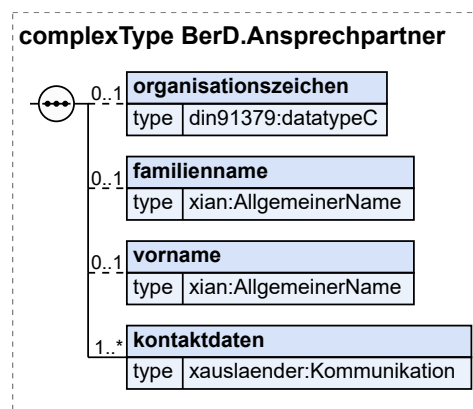 complexType BerD.Ansprechpartner
0..1 organisationszeichen
type din91379:datatypeC
0..1 familienname
type xian:AllgemeinerName
0..1 vorname
type xian:AllgemeinerName
1..* kontaktdaten
type xauslaender:Kommunikation